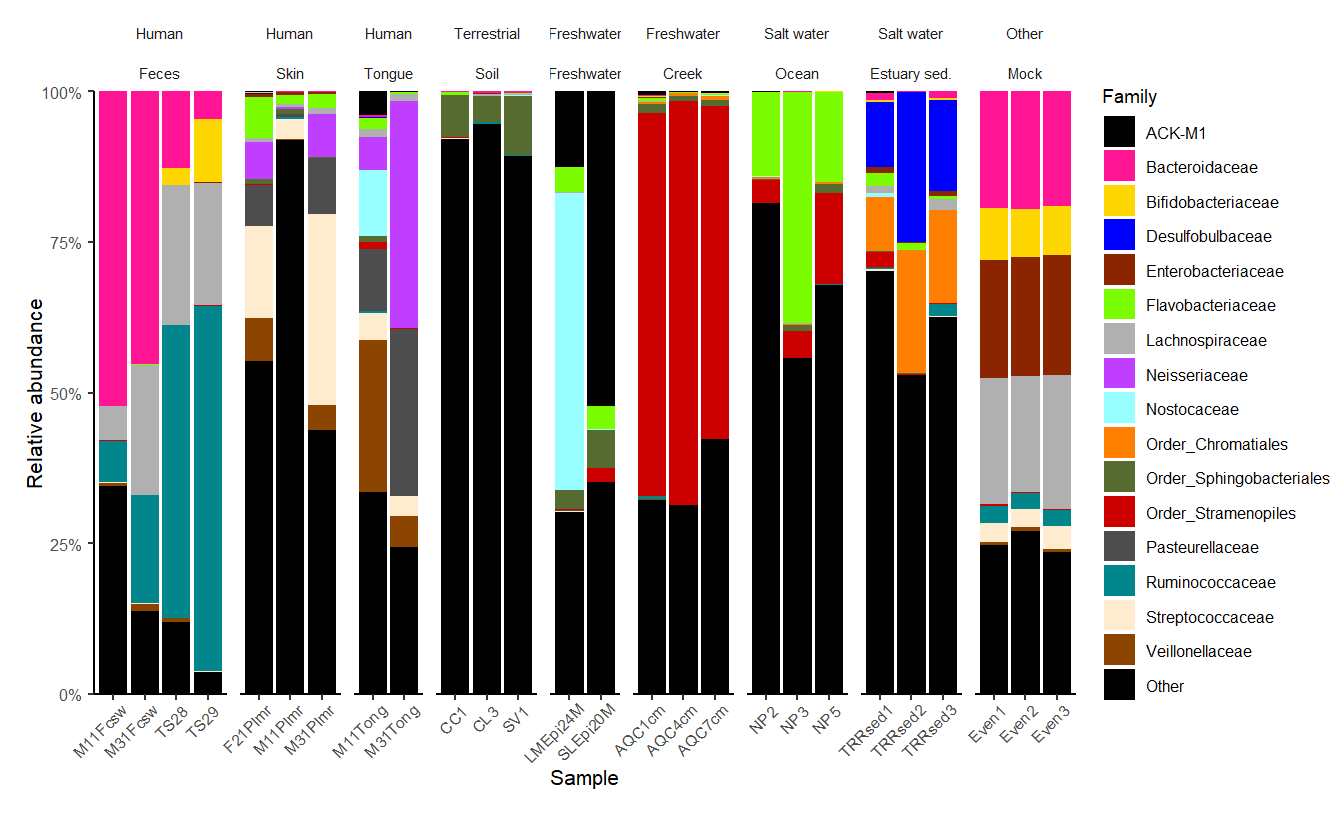 Human Human Human Terrestrial Freshwater Freshwater Salt water Salt water Other
Feces Skin Tongue Soil Freshwater Creek Ocean Estuary sed. Mock
100%
75%
50%
25%
0%
Relative abundance
M11Fcsw M31Fcsw TS28 TS29 F21Plmr M11Plmr M31Plmr M11Tong M31Tong CC1 CL3 SV1 LMEpi24M SLEpi20M AQC1cm AQC4cm AQC7cm NP2 NP3 NP5 TRRsed1 TRRsed2 TRRsed3 Even1 Even2 Even3
Sample
Family
ACK-M1
Bacteroidaceae
Bifidobacteriaceae
Desulfobulbaceae
Enterobacteriaceae
Flavobacteriaceae
Lachnospiraceae
Neisseriaceae
Nostocaceae
Order_Chromatiales
Order_Sphingobacteriales
Order_Stramenopiles
Pasteurellaceae
Ruminococcaceae
Streptococcaceae
Veillonellaceae
Other